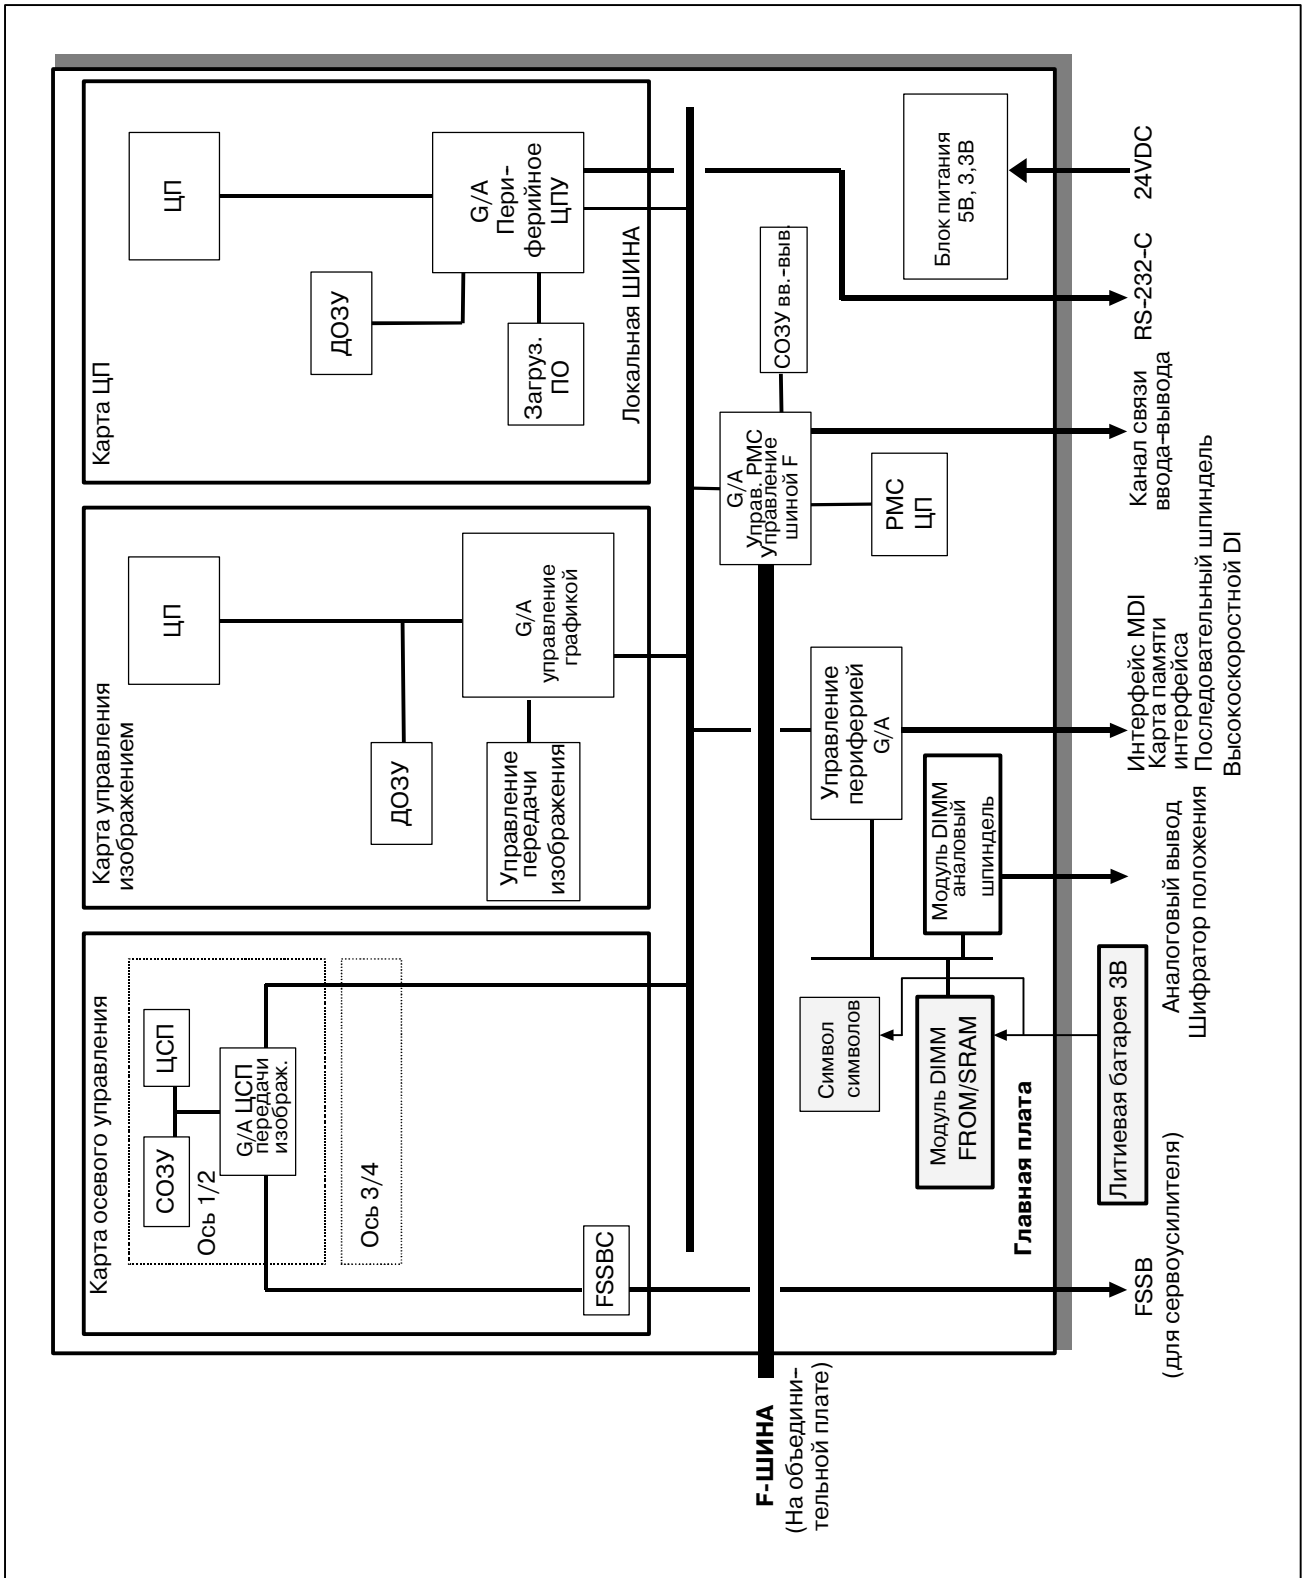 Карта осевого управления
СОЗУ
ЦСП
Ось 1/2
G/A ЦСП
передачи
изображ.
Ось 3/4
FSSBC
Карта управления
изображением
ЦП
ДОЗУ
G/A
управление
графикой
Управление
передачи
изображения
Карта ЦП
ЦП
ДОЗУ
G/A
Пери-
ферийное
ЦПУ
Загруз.
ПО
Локальная ШИНА
F-ШИНА
(На объедини-
тельной плате)
G/A
Управ. PMC
Управление
шиной F
СОЗУ вв.-выв.
PMC
ЦП
Управление
периферией
G/A
Блок питания
5В, 3,3В
Символ
символов
Модуль DIMM
FROM/SRAM
Модуль DIMM
аналовый
шпиндель
Главная плата
Литиевая батарея 3В
FSSB
(для сервоусилителя)
Аналоговый вывод
Шифратор положения
Интерфейс MDI
Карта памяти
интерфейса
Последовательный шпиндель
Высокоскоростной DI
Канал связи
ввода-вывода
RS-232-C
24VDC